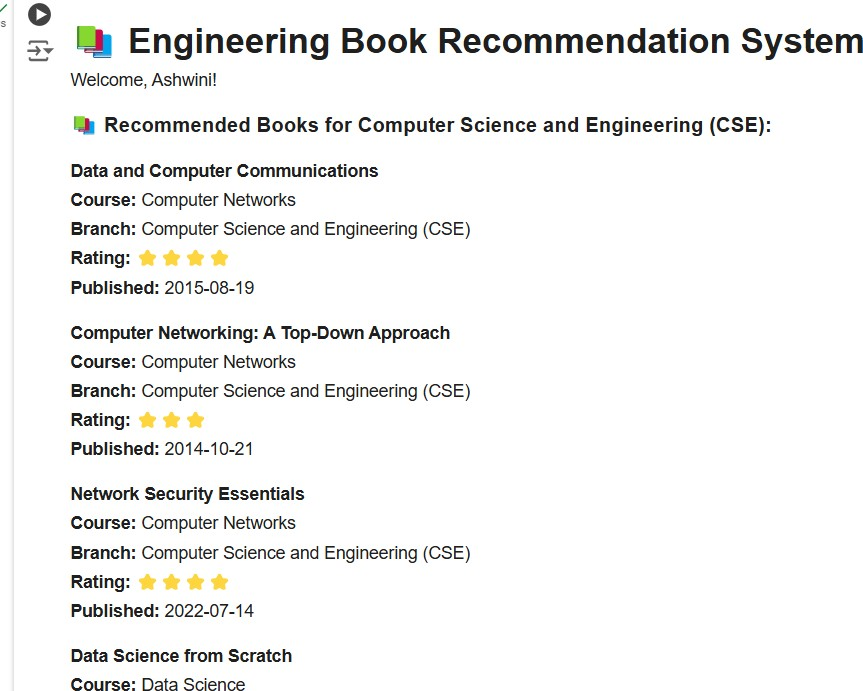 Engineering Book Recommendation System
Welcome, Ashwini!
Recommended Books for Computer Science and Engineering (CSE):
Data and Computer Communications
Course: Computer Networks
Branch: Computer Science and Engineering (CSE)
Rating: ⭐⭐⭐⭐
Published: 2015-08-19
Computer Networking: A Top-Down Approach
Course: Computer Networks
Branch: Computer Science and Engineering (CSE)
Rating: ⭐⭐⭐
Published: 2014-10-21
Network Security Essentials
Course: Computer Networks
Branch: Computer Science and Engineering (CSE)
Rating: ⭐⭐⭐⭐
Published: 2022-07-14
Data Science from Scratch
Course: Data Science